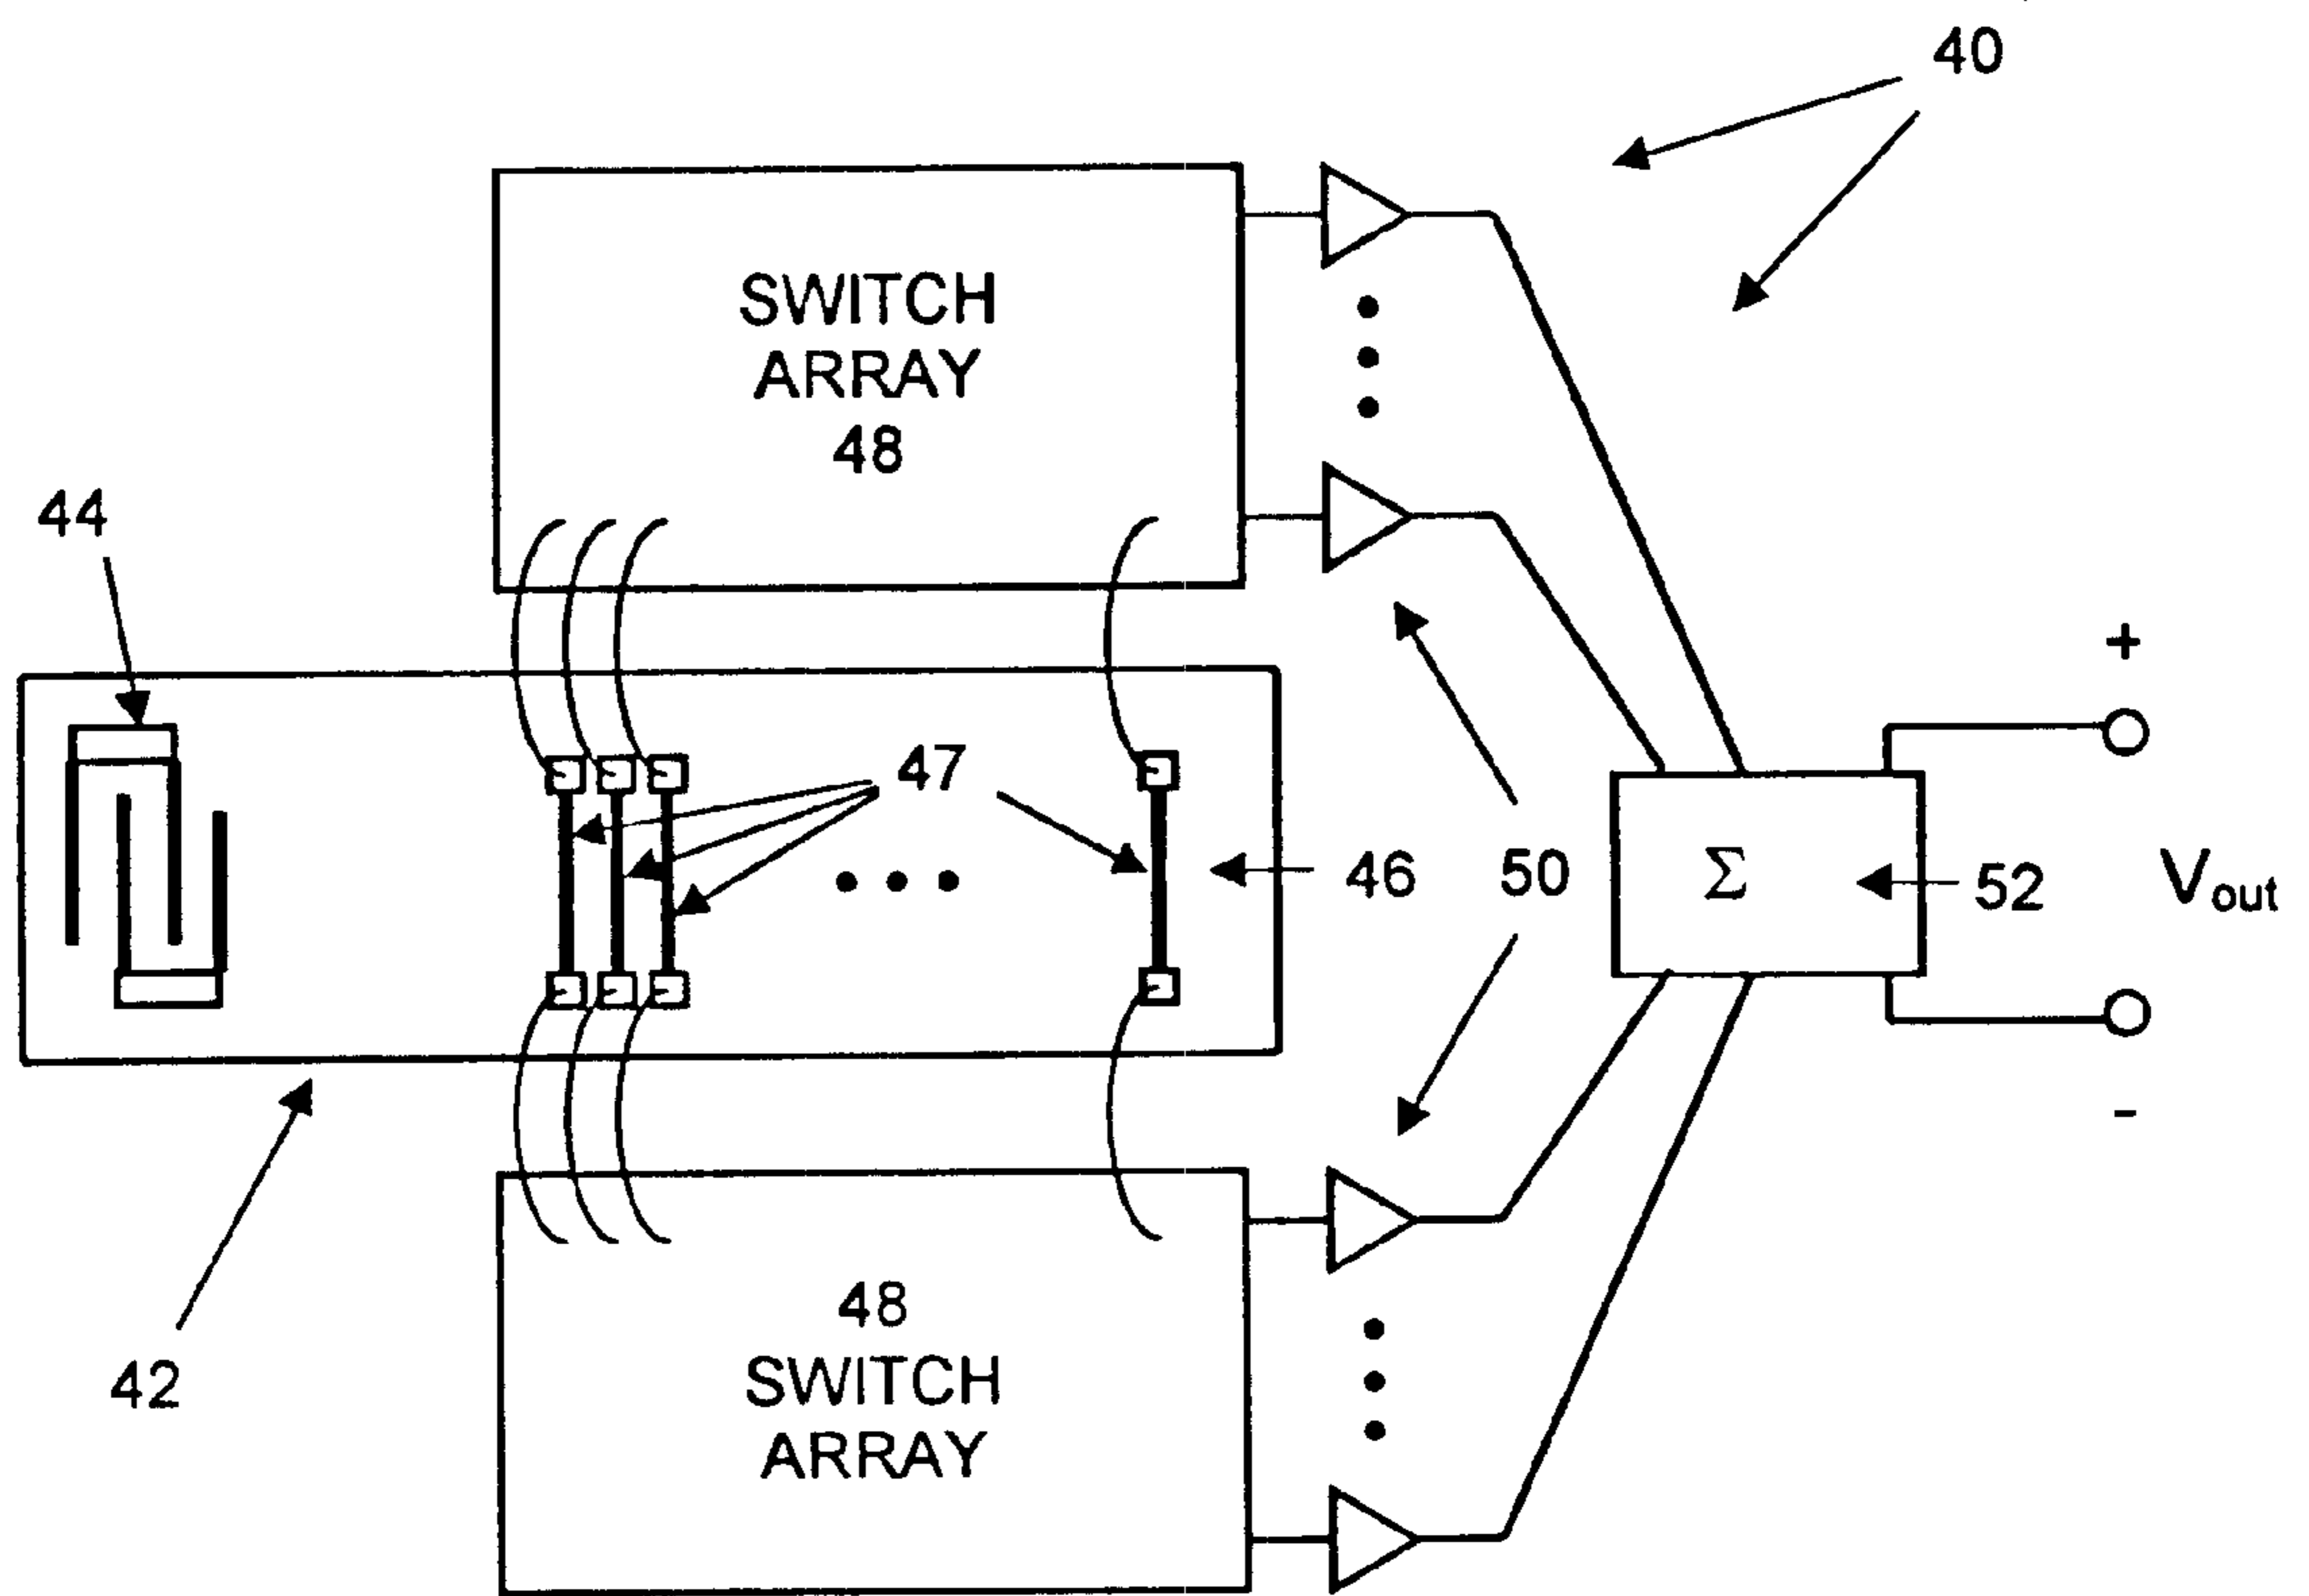 40
SWITCH
ARRAY
48
44
+
47
46
50
Σ
52
Vout
-
48
SWITCH
ARRAY
42